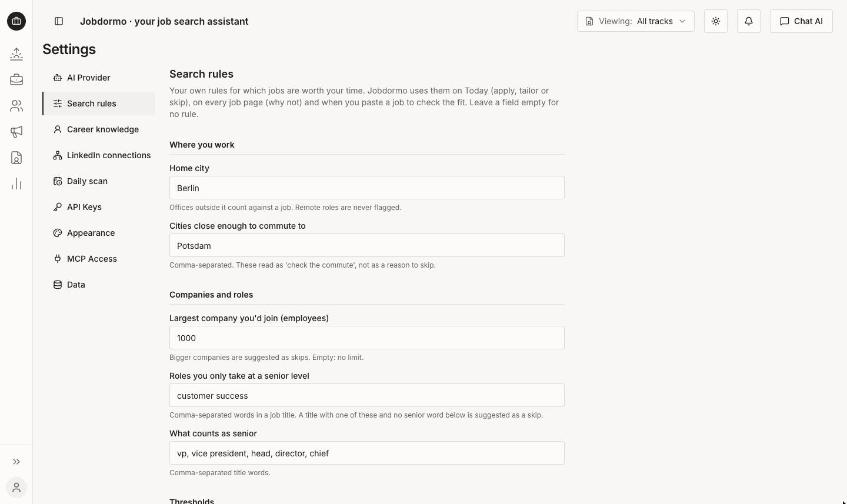 Jobdormo · your job search assistant
Viewing: All tracks
Chat AI
Settings
AI Provider
Search rules
Career knowledge
LinkedIn connections
Daily scan
API Keys
Appearance
MCP Access
Data
Search rules
Your own rules for which jobs are worth your time. Jobdormo uses them on Today (apply, tailor or
skip), on every job page (why not) and when you paste a job to check the fit. Leave a field empty for
no rule.
Where you work
Home city
Berlin
Offices outside it count against a job. Remote roles are never flagged.
Cities close enough to commute to
Potsdam
Comma-separated. These read as 'check the commute', not as a reason to skip.
Companies and roles
Largest company you'd join (employees)
1000
Bigger companies are suggested as skips. Empty: no limit.
Roles you only take at a senior level
customer success
Comma-separated words in a job title. A title with one of these and no senior word below is suggested as a skip.
What counts as senior
vp, vice president, head, director, chief
Comma-separated title words.
Thresholds